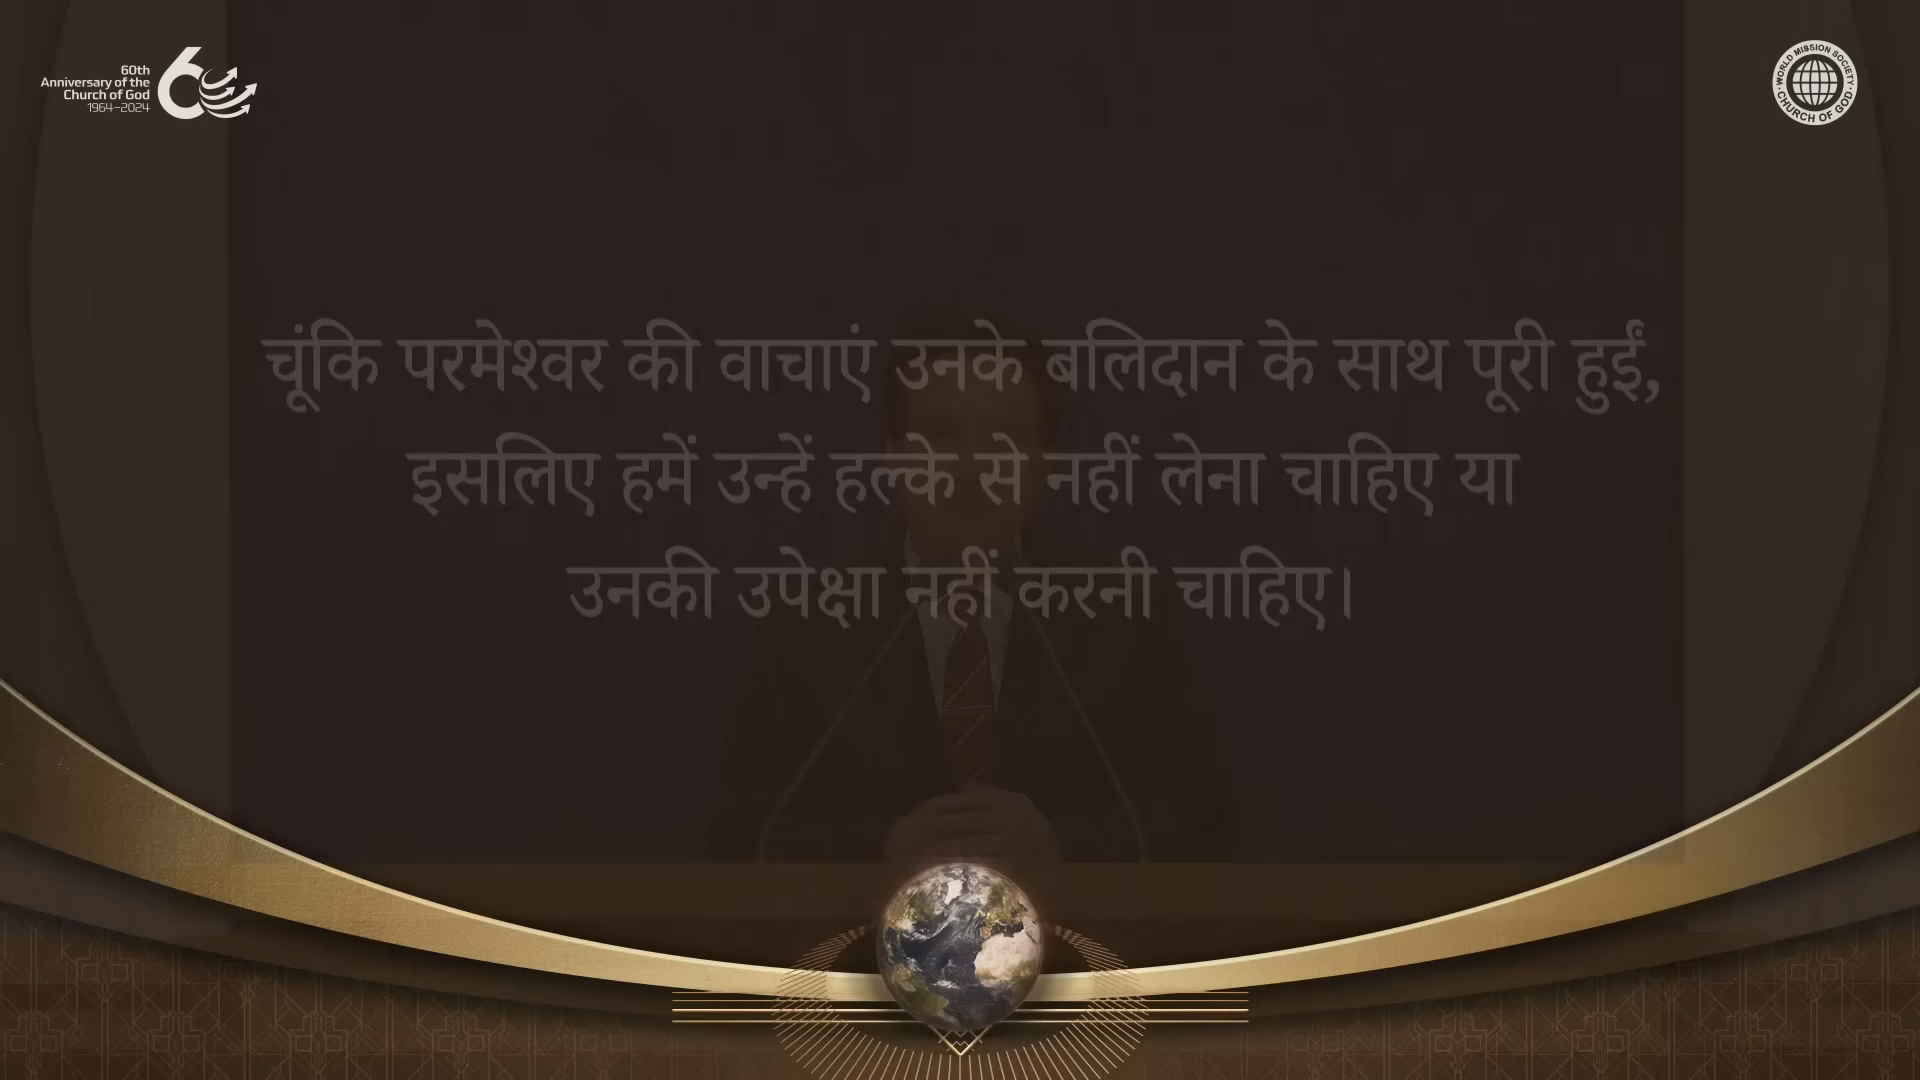 60th
Anniversary of the
Church of God
1964–2024
WORLD MISSION SOCIETY
CHURCH OF GOD
चूंकि परमेश्वर की वाचाएं उनके बलिदान के साथ पूरी हुईं,
इसलिए हमें उन्हें हल्के से नहीं लेना चाहिए या
उनकी उपेक्षा नहीं करनी चाहिए।